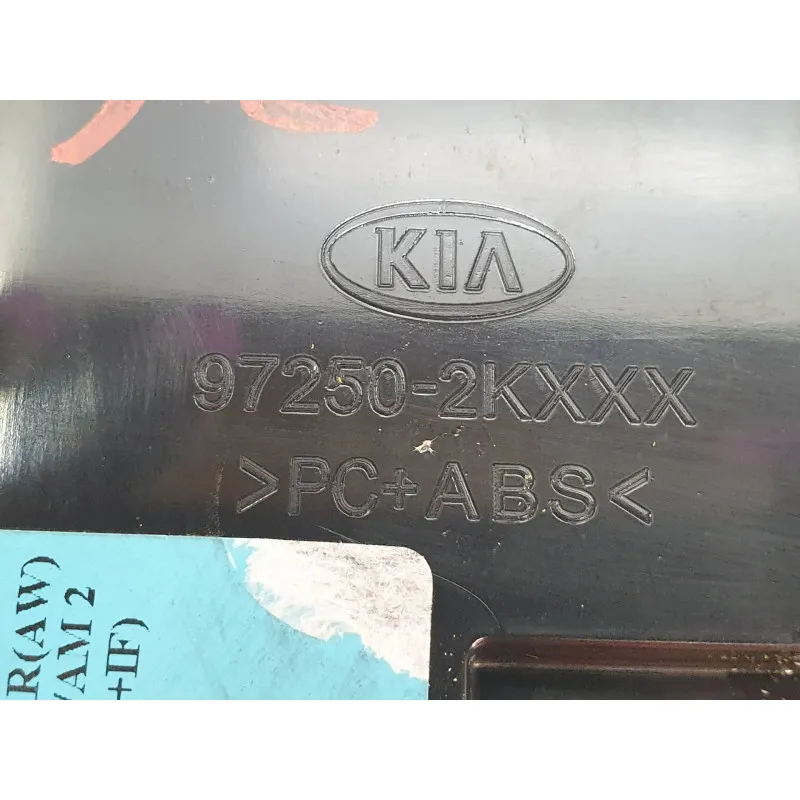 KIA
97250-2KXXX
>PC+ABS<
R(AW)
/AM 2
+IF)